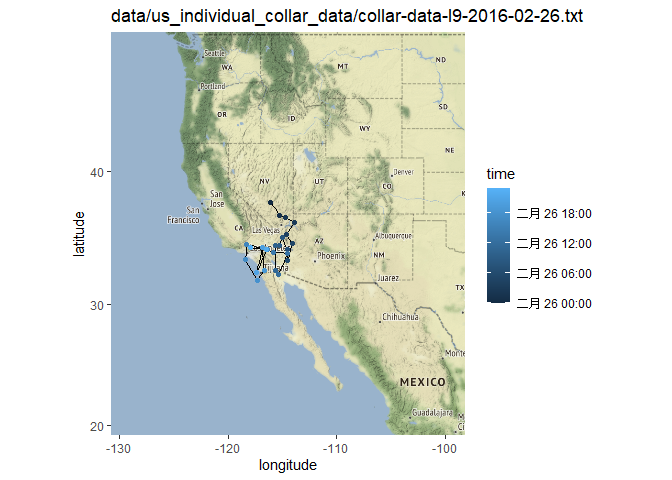 data/us_individual_collar_data/collar-data-l9-2016-02-26.txt
Seattle
WA
MT
ND
Portland
OR
ID
SD
WY
NE
40
NV
UT
Denver
CO
San
Francisco
San
Jose
CA
Las Vegas
AZ
Albuquerque
Phoenix
NM
Tijuana
Juarez
TX
30
Chihuahua
Monte
MEXICO
Guadalajara
20
-130
-120
-110
-100
longitude
latitude
time
二月 26 18:00
二月 26 12:00
二月 26 06:00
二月 26 00:00